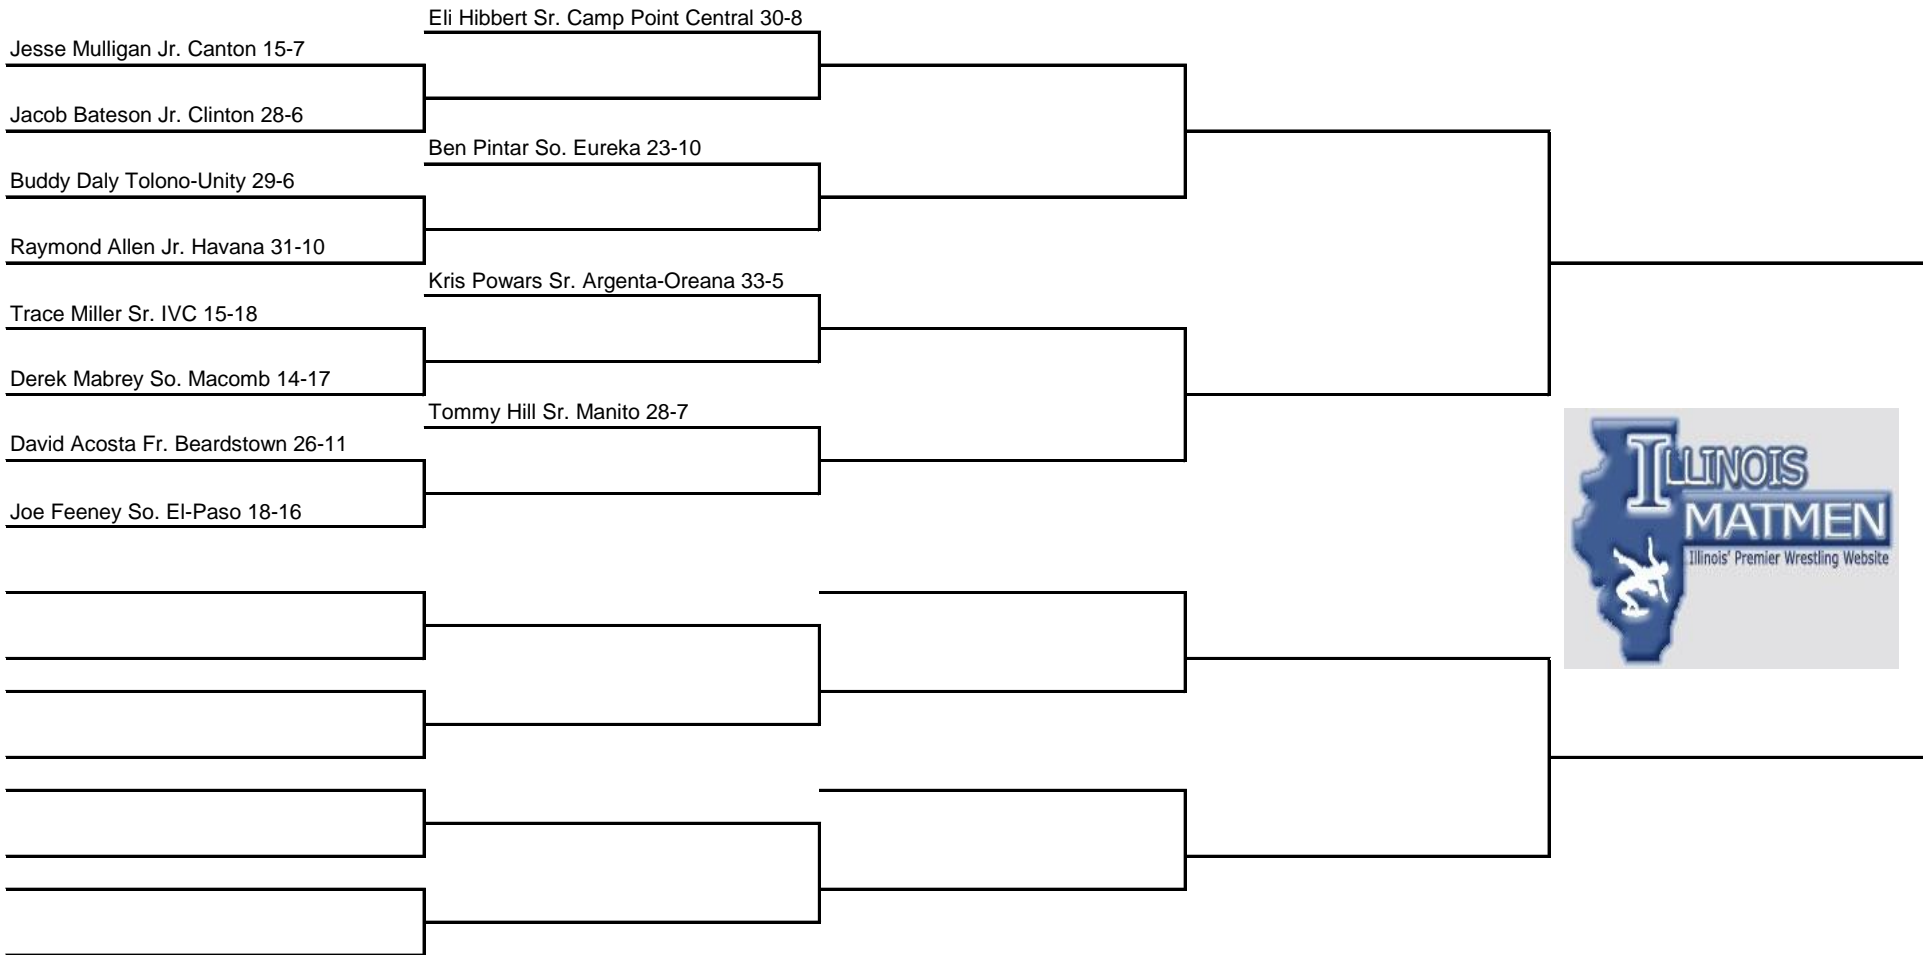 Eli Hibbert Sr. Camp Point Central 30-8
Jesse Mulligan Jr. Canton 15-7
Jacob Bateson Jr. Clinton 28-6
Ben Pintar So. Eureka 23-10
Buddy Daly Tolono-Unity 29-6
Raymond Allen Jr. Havana 31-10
Kris Powars Sr. Argenta-Oreana 33-5
Trace Miller Sr. IVC 15-18
Derek Mabrey So. Macomb 14-17
Tommy Hill Sr. Manito 28-7
David Acosta Fr. Beardstown 26-11
Joe Feeney So. El-Paso 18-16
ILLINOIS
MATMEN
Illinois' Premier Wrestling Website